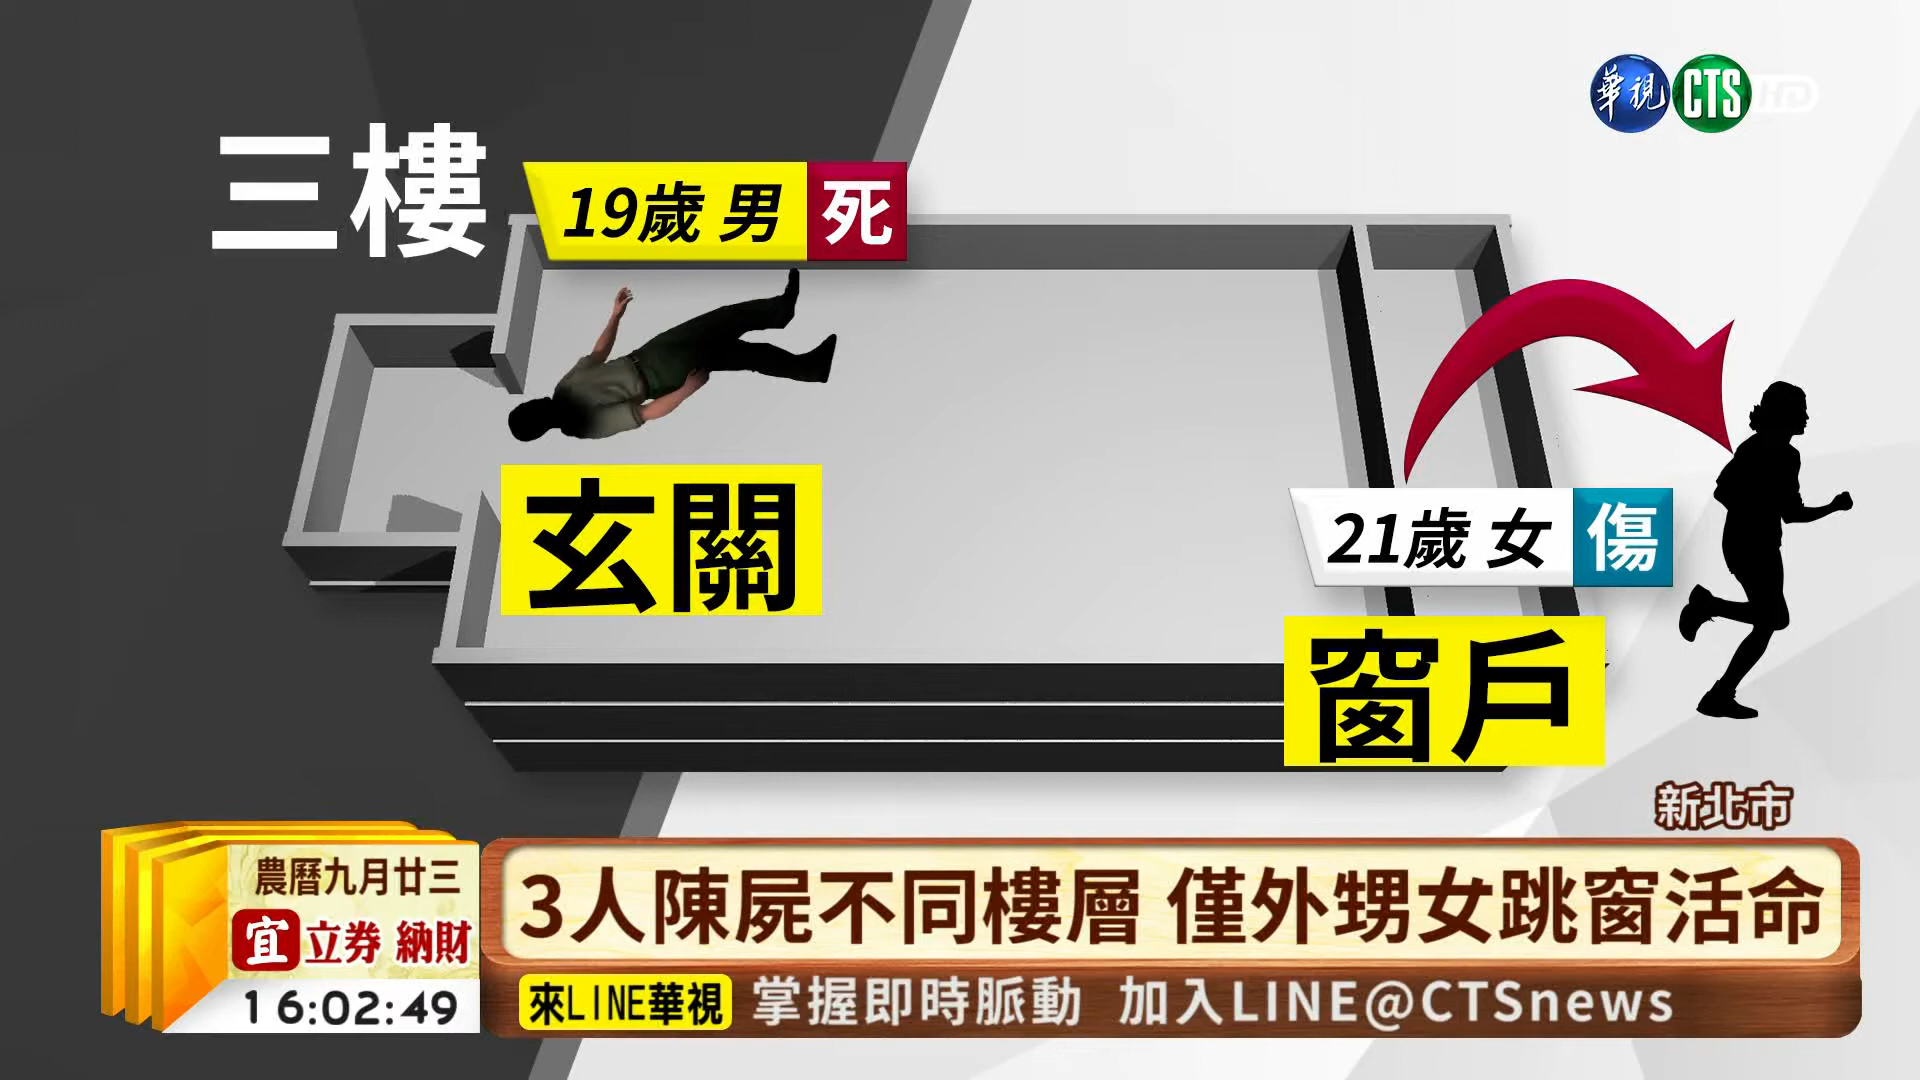 華視 CTS HD
三樓
19歲 男 死
玄關
21歲 女 傷
窗戶
新北市
農曆九月廿三
宜 立券 納財
16:02:49
3人陳屍不同樓層 僅外甥女跳窗活命
來LINE華視 掌握即時脈動 加入LINE@CTSnews